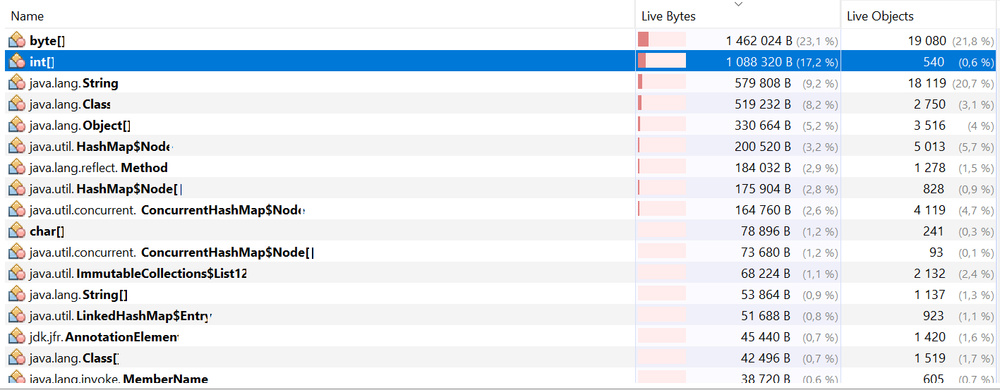 Name Live Bytes Live Objects
byte[] 1 462 024 B (23,1 %) 19 080 (21,8 %)
int[] 1 088 320 B (17,2 %) 540 (0,6 %)
java.lang.String 579 808 B (9,2 %) 18 119 (20,7 %)
java.lang.Class 519 232 B (8,2 %) 2 750 (3,1 %)
java.lang.Object[] 330 664 B (5,2 %) 3 516 (4 %)
java.util.HashMap$Node 200 520 B (3,2 %) 5 013 (5,7 %)
java.lang.reflect.Method 184 032 B (2,9 %) 1 278 (1,5 %)
java.util.HashMap$Node[] 175 904 B (2,8 %) 828 (0,9 %)
java.util.concurrent.ConcurrentHashMap$Node 164 760 B (2,6 %) 4 119 (4,7 %)
char[] 78 896 B (1,2 %) 241 (0,3 %)
java.util.concurrent.ConcurrentHashMap$Node[] 73 680 B (1,2 %) 93 (0,1 %)
java.util.ImmutableCollections$List12 68 224 B (1,1 %) 2 132 (2,4 %)
java.lang.String[] 53 864 B (0,9 %) 1 137 (1,3 %)
java.util.LinkedHashMap$Entry 51 688 B (0,8 %) 923 (1,1 %)
jdk.jfr.AnnotationElement 45 440 B (0,7 %) 1 420 (1,6 %)
java.lang.Class[] 42 496 B (0,7 %) 1 519 (1,7 %)
java.lang.invoke.MemberName 38 720 B (0,6 %) 605 (0,7 %)